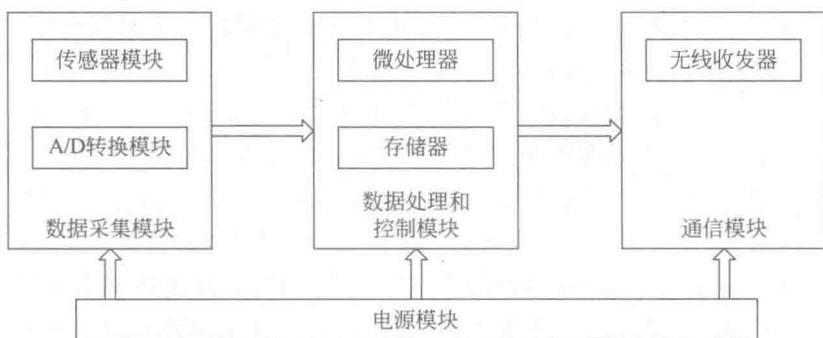 传感器模块
A/D转换模块
数据采集模块
微处理器
存储器
数据处理和
控制模块
无线收发器
通信模块
电源模块